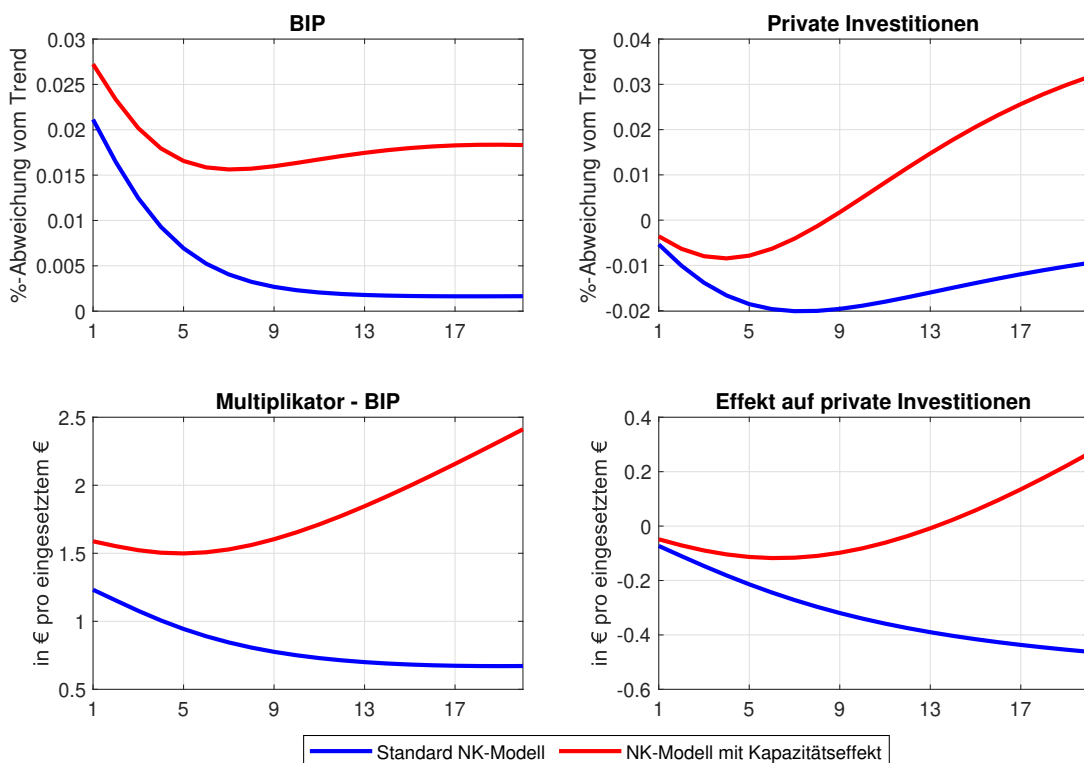 BIP
%-Abweichung vom Trend
0.03
0.025
0.02
0.015
0.01
0.005
0
1 5 9 13 17
Private Investitionen
%-Abweichung vom Trend
0.04
0.03
0.02
0.01
0
-0.01
-0.02
1 5 9 13 17
Multiplikator - BIP
in € pro eingesetztem €
2.5
2
1.5
1
0.5
1 5 9 13 17
Effekt auf private Investitionen
in € pro eingesetztem €
0.4
0.2
0
-0.2
-0.4
-0.6
1 5 9 13 17
Standard NK-Modell NK-Modell mit Kapazitätseffekt